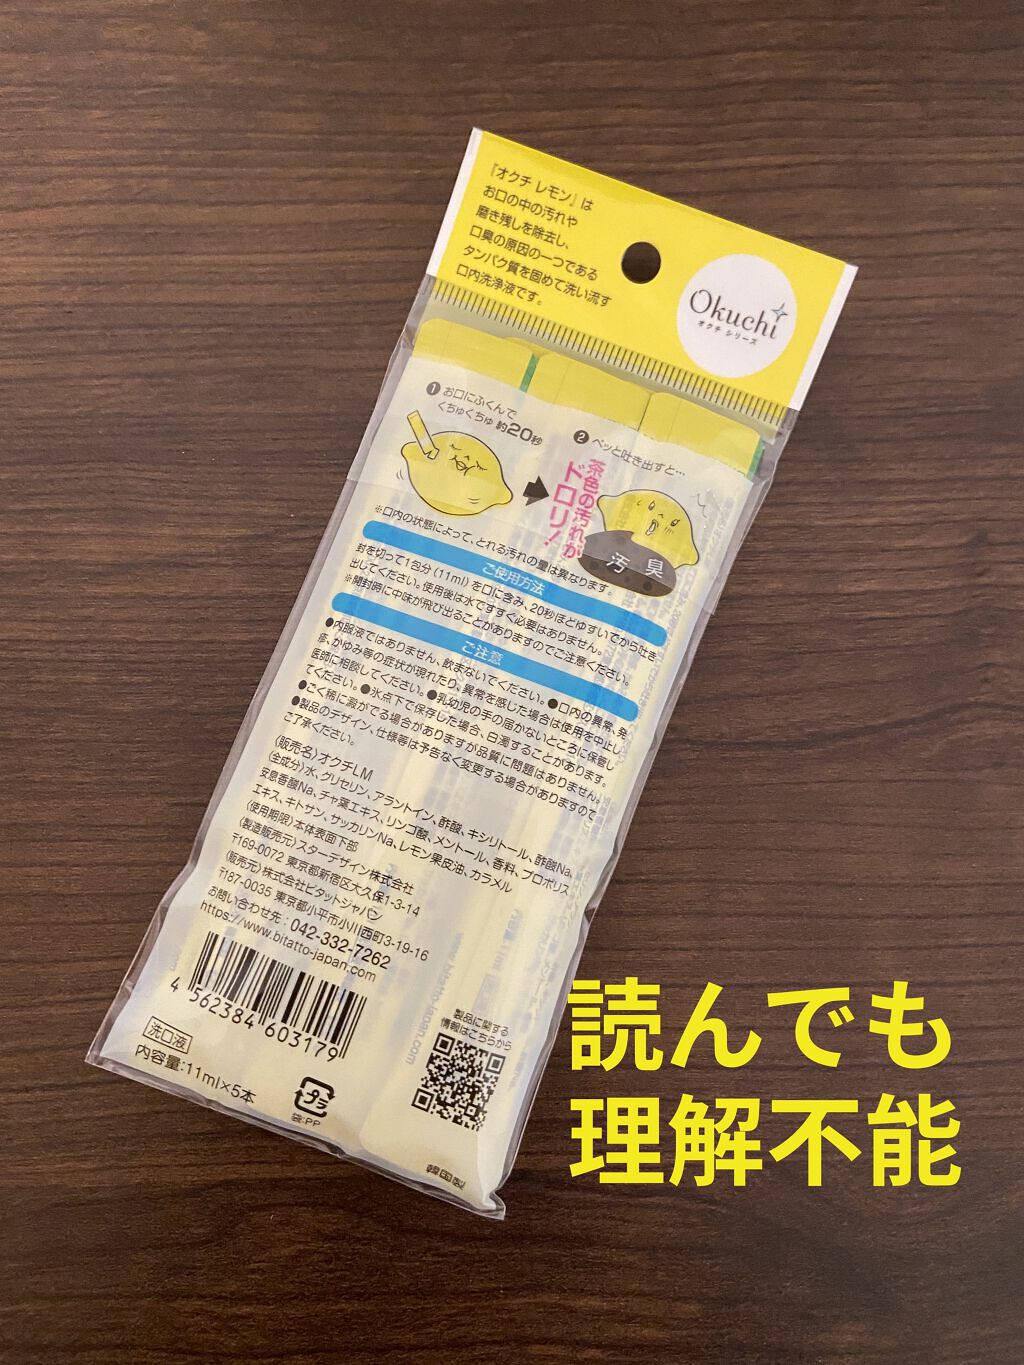 『オクチ レモン』は
お口の中の汚れや
磨き残しを除去し、
口臭の原因の一つである
タンパク質を固めて洗い流す
口内洗浄液です。
Okuchi
オクチ シリーズ
❶ お口にふくんで
くちゅくちゅ 約20秒
❷ ペッと吐き出すと…
茶色の汚れが
ドロリ!
汚 臭
※口内の状態によって、とれる汚れの量は異なります。
ご使用方法
封を切って1包分(11ml)を口に含み、20秒ほどゆすいでから吐き
出してください。使用後は水ですすぐ必要はありません。
※開封時に中味が飛び出ることがありますのでご注意ください。
ご注意
●内服液ではありません、飲まないでください。●口内の異常、発
疹、かゆみ等の症状が現れたり、異常を感じた場合は使用を中止し
医師に相談してください。●乳幼児の手の届かないところに保管し
てください。●氷点下で保存した場合、白濁することがあります。
●ごく稀に澱がでる場合がありますが品質に問題はありません。
●製品のデザイン、仕様等は予告なく変更する場合がありますので
ご了承ください。
〈販売名〉オクチLM
〈全成分〉水、グリセリン、アラントイン、酢酸、キシリトール、酢酸Na、
安息香酸Na、チャ葉エキス、リンゴ酸、メントール、香料、プロポリス
エキス、キトサン、サッカリンNa、レモン果皮油、カラメル
〈使用期限〉本体表面下部
〈製造販売元〉スターデザイン株式会社
〒169-0072 東京都新宿区大久保1-3-14
〈販売元〉株式会社ビタットジャパン
〒187-0035 東京都小平市小川西町3-19-16
お問い合わせ先：042-332-7262
https://www.bitatto-japan.com
4 562384 603179
製品に関する
情報はこちらから
洗口液
内容量：11ml×5本
プラ
袋:PP
韓国製
読んでも
理解不能